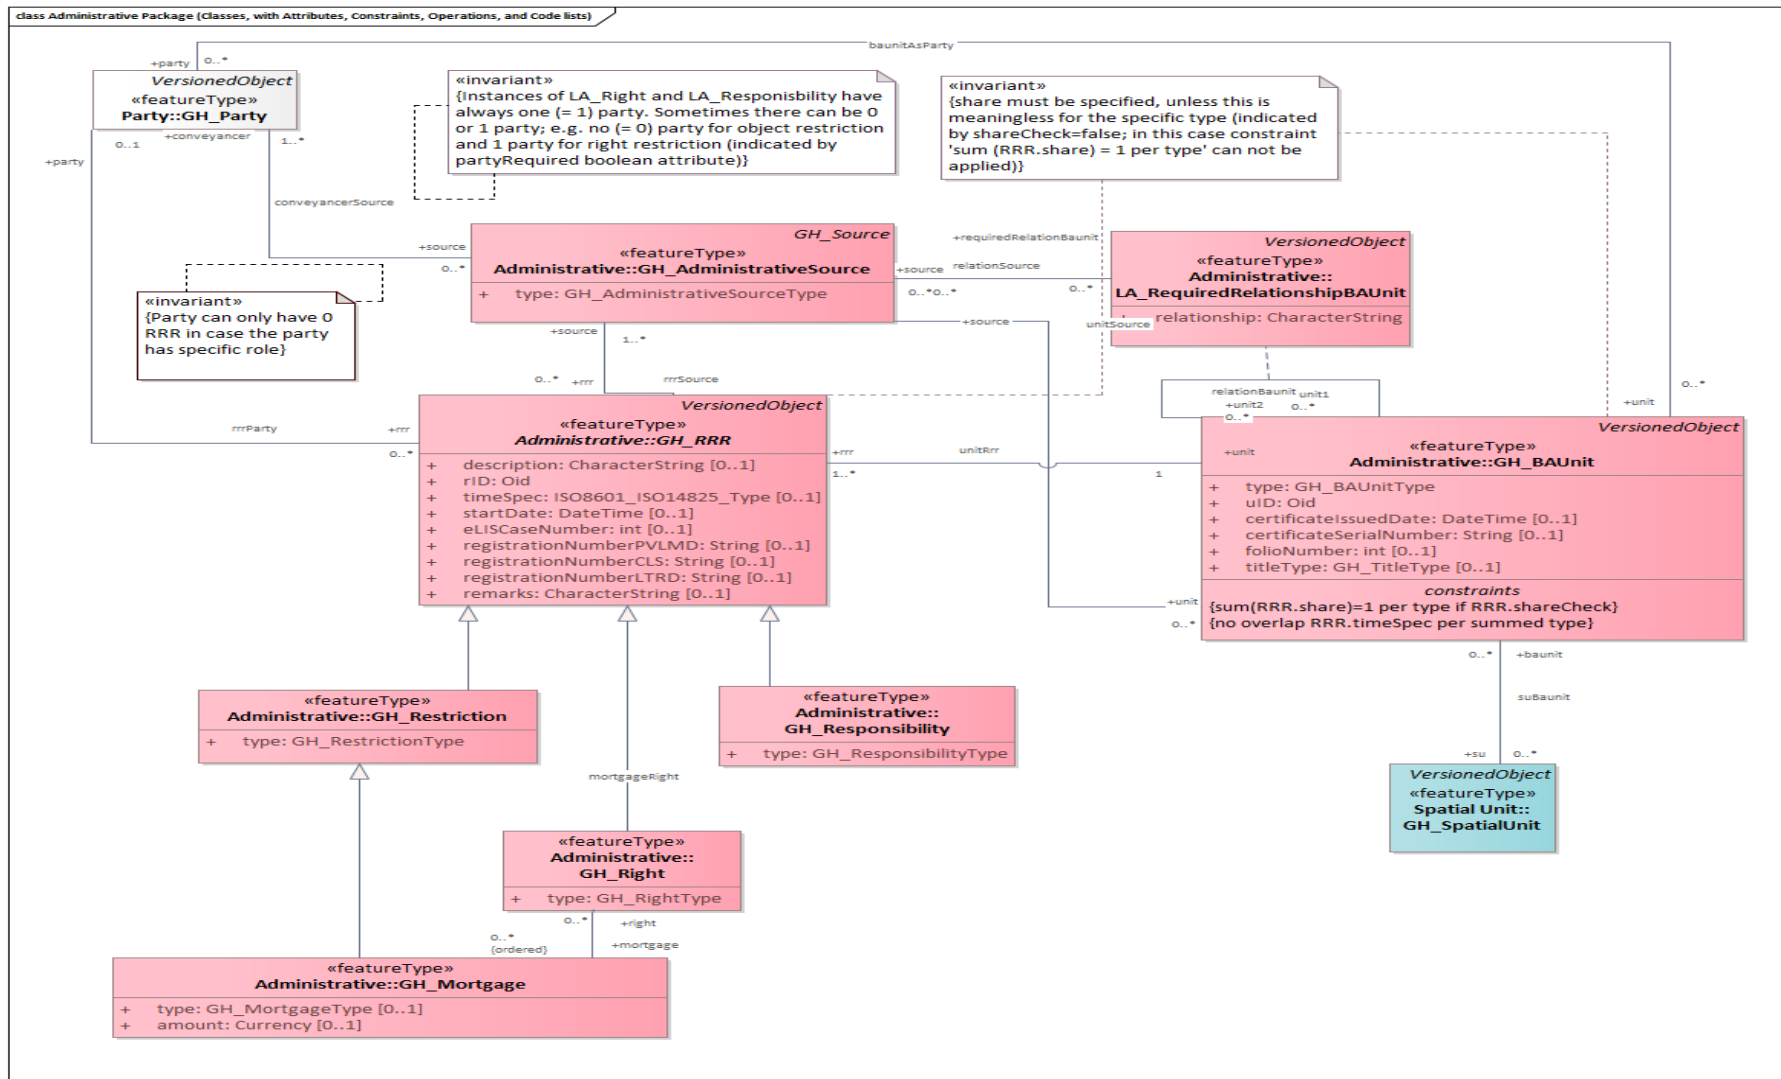 class Administrative Package (Classes, with Attributes, Constraints, Operations, and Code lists)
baunitAsParty
+party
0..*
VersionedObject
«featureType»
Party::GH_Party
+conveyancer
0..1
1..*
+party
conveyancerSource
«invariant»
{Instances of LA_Right and LA_Responisbility have
always one (= 1) party. Sometimes there can be 0
or 1 party; e.g. no (= 0) party for object restriction
and 1 party for right restriction (indicated by
partyRequired boolean attribute)}
«invariant»
{share must be specified, unless this is
meaningless for the specific type (indicated
by shareCheck=false; in this case constraint
'sum (RRR.share) = 1 per type' can not be
applied)}
+source
0..*
GH_Source
«featureType»
Administrative::GH_AdministrativeSource
+ type: GH_AdministrativeSourceType
+requiredRelationBaunit
+source
relationSource
0..*0..*
0..*
VersionedObject
«featureType»
Administrative::
LA_RequiredRelationshipBAUnit
relationship: CharacterString
«invariant»
{Party can only have 0
RRR in case the party
has specific role}
+source
1..*
+source
unitSource
0..*
+rrr
rrrSource
relationBaunit
unit1
+unit2
0..*
0..*
0..*
+unit
rrrParty
+rrr
0..*
VersionedObject
«featureType»
Administrative::GH_RRR
+ description: CharacterString [0..1]
+ rID: Oid
+ timeSpec: ISO8601_ISO14825_Type [0..1]
+ startDate: DateTime [0..1]
+ eLISCaseNumber: int [0..1]
+ registrationNumberPVLMD: String [0..1]
+ registrationNumberCLS: String [0..1]
+ registrationNumberLTRD: String [0..1]
+ remarks: CharacterString [0..1]
+rrr
1..*
unitRrr
1
+unit
VersionedObject
«featureType»
Administrative::GH_BAUnit
+ type: GH_BAUnitType
+ uID: Oid
+ certificateIssuedDate: DateTime [0..1]
+ certificateSerialNumber: String [0..1]
+ folioNumber: int [0..1]
+ titleType: GH_TitleType [0..1]
constraints
{sum(RRR.share)=1 per type if RRR.shareCheck}
{no overlap RRR.timeSpec per summed type}
+unit
0..*
0..*
+baunit
suBaunit
+su
0..*
«featureType»
Administrative::GH_Restriction
+ type: GH_RestrictionType
«featureType»
Administrative::
GH_Responsibility
+ type: GH_ResponsibilityType
mortgageRight
VersionedObject
«featureType»
Spatial Unit::
GH_SpatialUnit
«featureType»
Administrative::
GH_Right
+ type: GH_RightType
0..*
+right
0..*
{ordered}
+mortgage
«featureType»
Administrative::GH_Mortgage
+ type: GH_MortgageType [0..1]
+ amount: Currency [0..1]